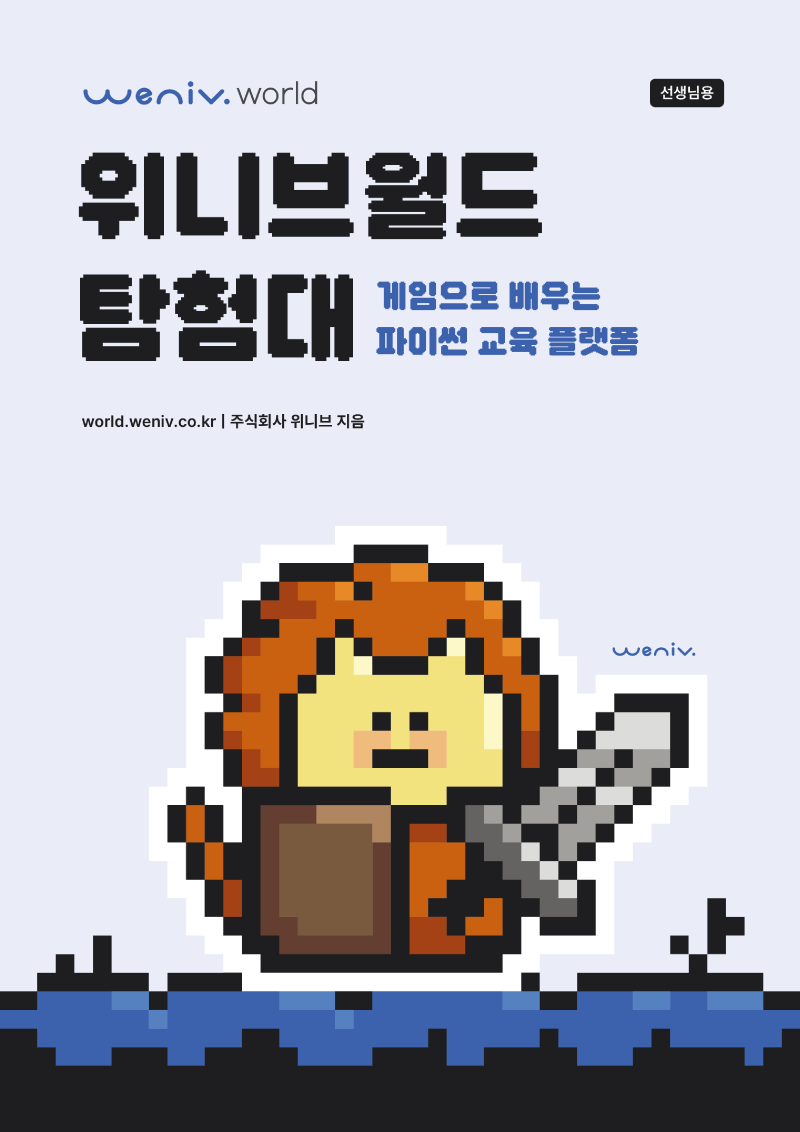 weniv. world
선생님용
위니브월드
탐험대
게임으로 배우는
파이썬 교육 플랫폼
world.weniv.co.kr | 주식회사 위니브 지음
weniv.